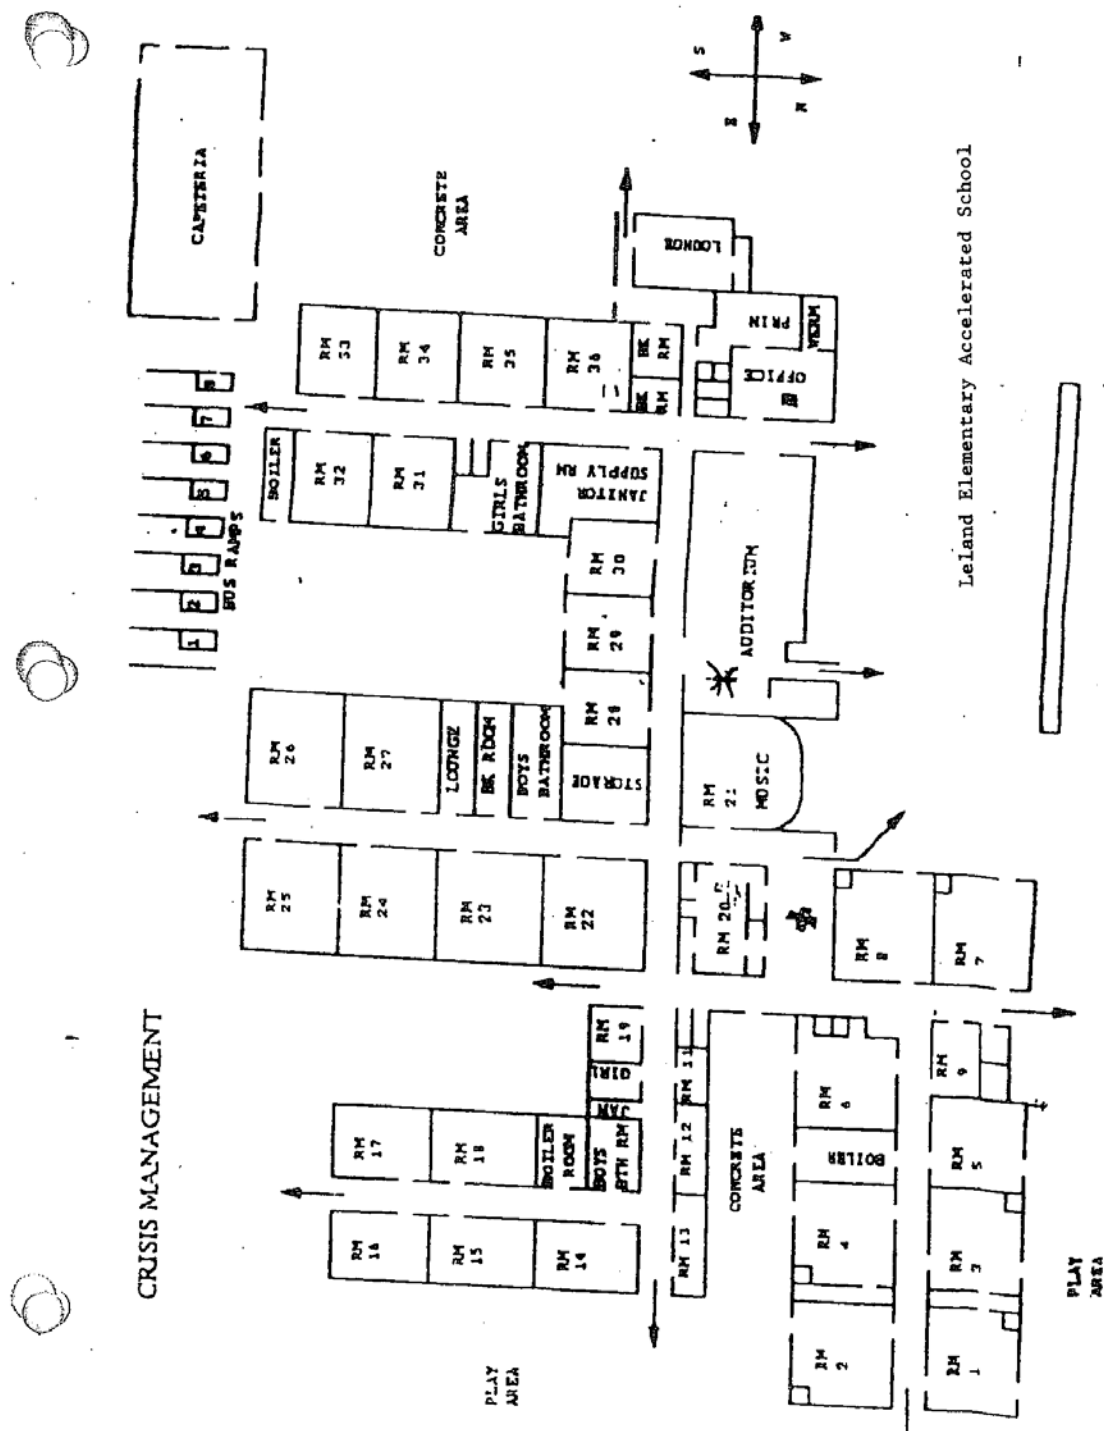 CRISIS MANAGEMENT
CAFETERIA
CONCRETE
AREA
S
W
E
N
LOUNGE
PRIN
WKRM
OFFICE
BK
RM
BK
RM
RM
33
RM
34
RM
35
RM
36
8
7
6
5
4
3
2
1
BUS RAMPS
BOILER
RM
32
RM
31
GIRLS
BATHROOM
JANITOR
SUPPLY RM
RM
30
RM
29
RM
28
STORAGE
AUDITORIUM
RM
26
RM
27
LOUNGE
BK ROOM
BOYS
BATHROOM
RM
21
MUSIC
RM
25
RM
24
RM
23
RM
22
RM 20
RM
8
RM
7
RM
19
GIRL
JAN
RM
17
RM
18
BOILER
ROOM
BOYS
BTH RM
RM
16
RM
15
RM
14
RM 11
RM 12
RM 13
CONCRETE
AREA
RM
6
BOILER
RM
4
RM
2
RM
9
RM
5
RM
3
RM
1
PLAY
AREA
PLAY
AREA
Leland Elementary Accelerated School